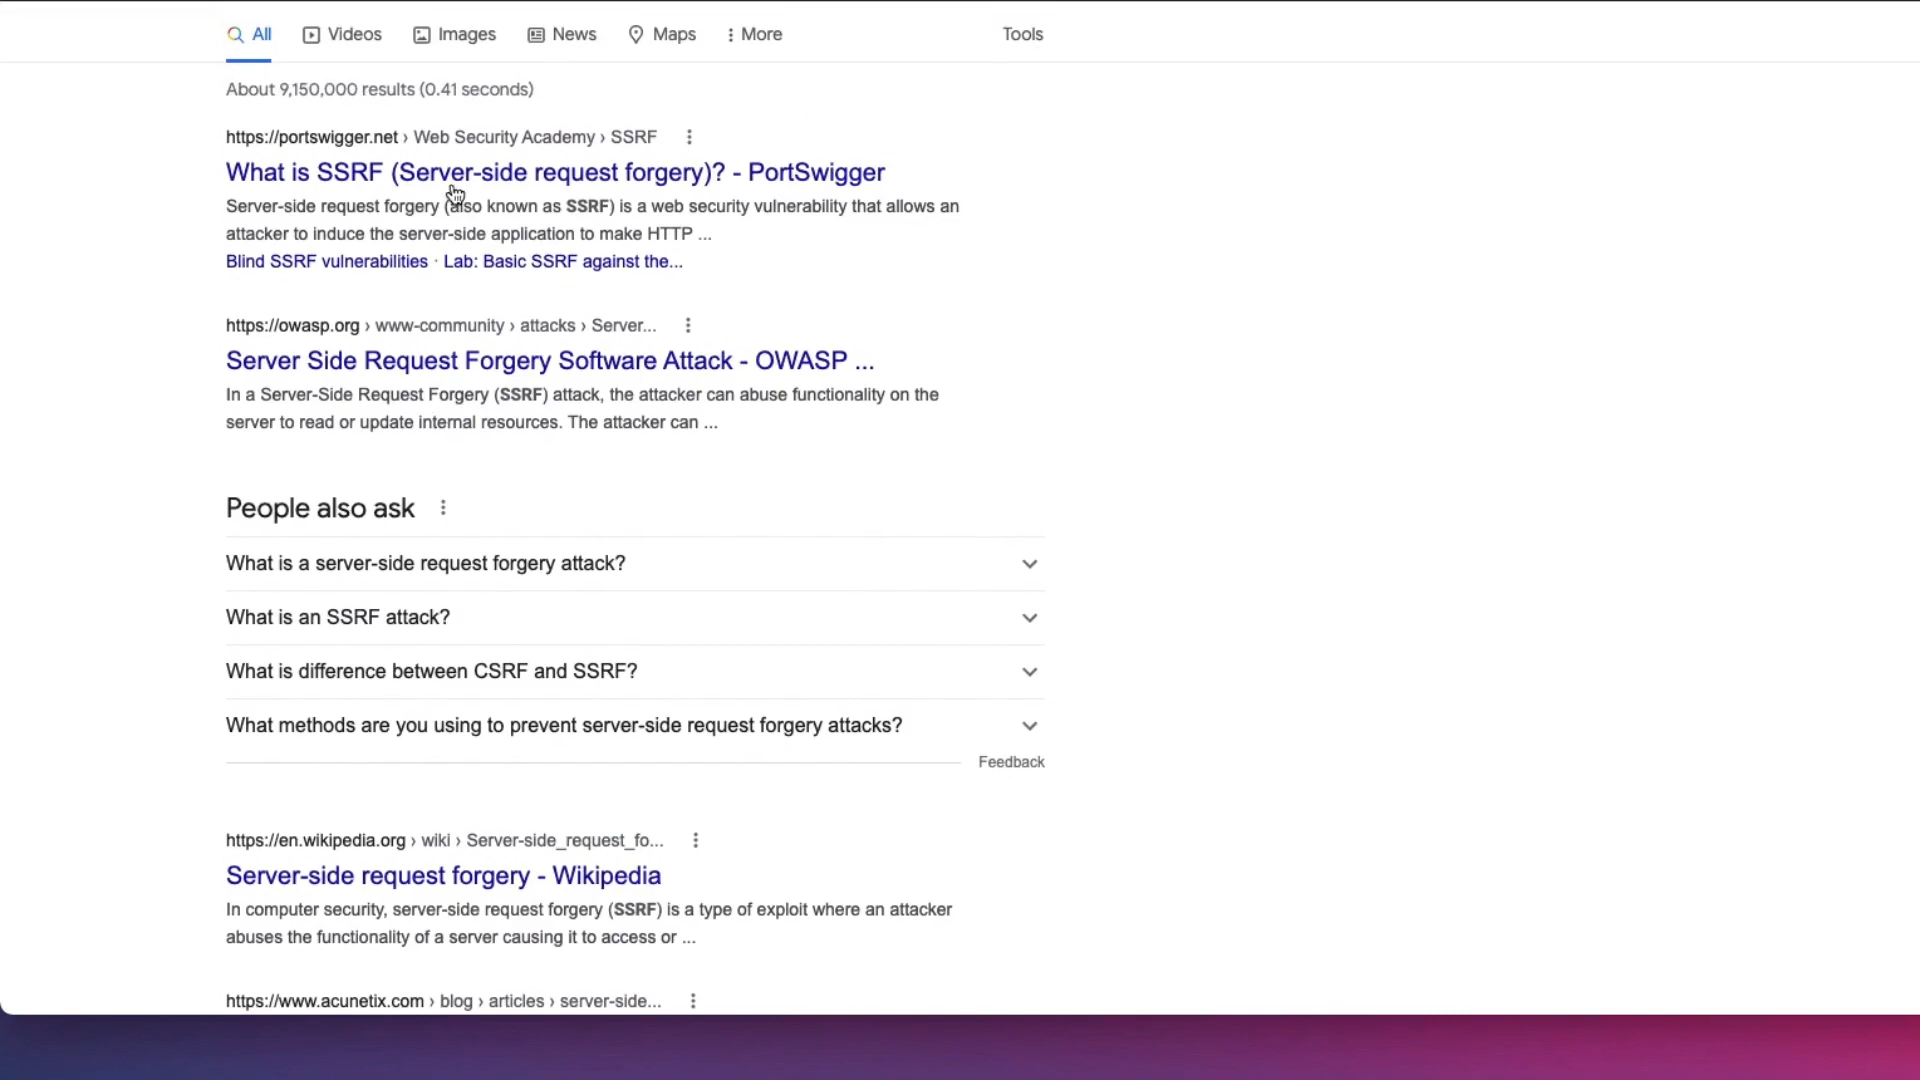 All Videos Images News Maps More Tools
About 9,150,000 results (0.41 seconds)
https://portswigger.net › Web Security Academy › SSRF
What is SSRF (Server-side request forgery)? - PortSwigger
Server-side request forgery (also known as SSRF) is a web security vulnerability that allows an
attacker to induce the server-side application to make HTTP ...
Blind SSRF vulnerabilities · Lab: Basic SSRF against the...
https://owasp.org › www-community › attacks › Server...
Server Side Request Forgery Software Attack - OWASP ...
In a Server-Side Request Forgery (SSRF) attack, the attacker can abuse functionality on the
server to read or update internal resources. The attacker can ...
People also ask
What is a server-side request forgery attack?
What is an SSRF attack?
What is difference between CSRF and SSRF?
What methods are you using to prevent server-side request forgery attacks?
Feedback
https://en.wikipedia.org › wiki › Server-side_request_fo...
Server-side request forgery - Wikipedia
In computer security, server-side request forgery (SSRF) is a type of exploit where an attacker
abuses the functionality of a server causing it to access or ...
https://www.acunetix.com › blog › articles › server-side...